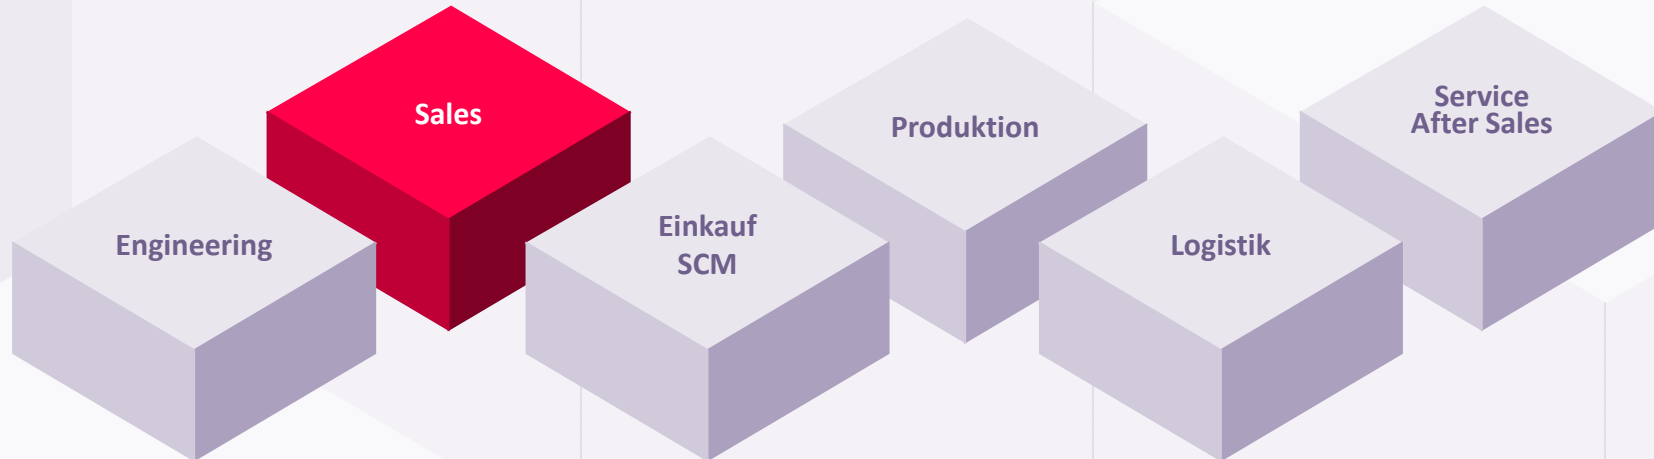 Engineering
Sales
Einkauf
SCM
Produktion
Logistik
Service
After Sales